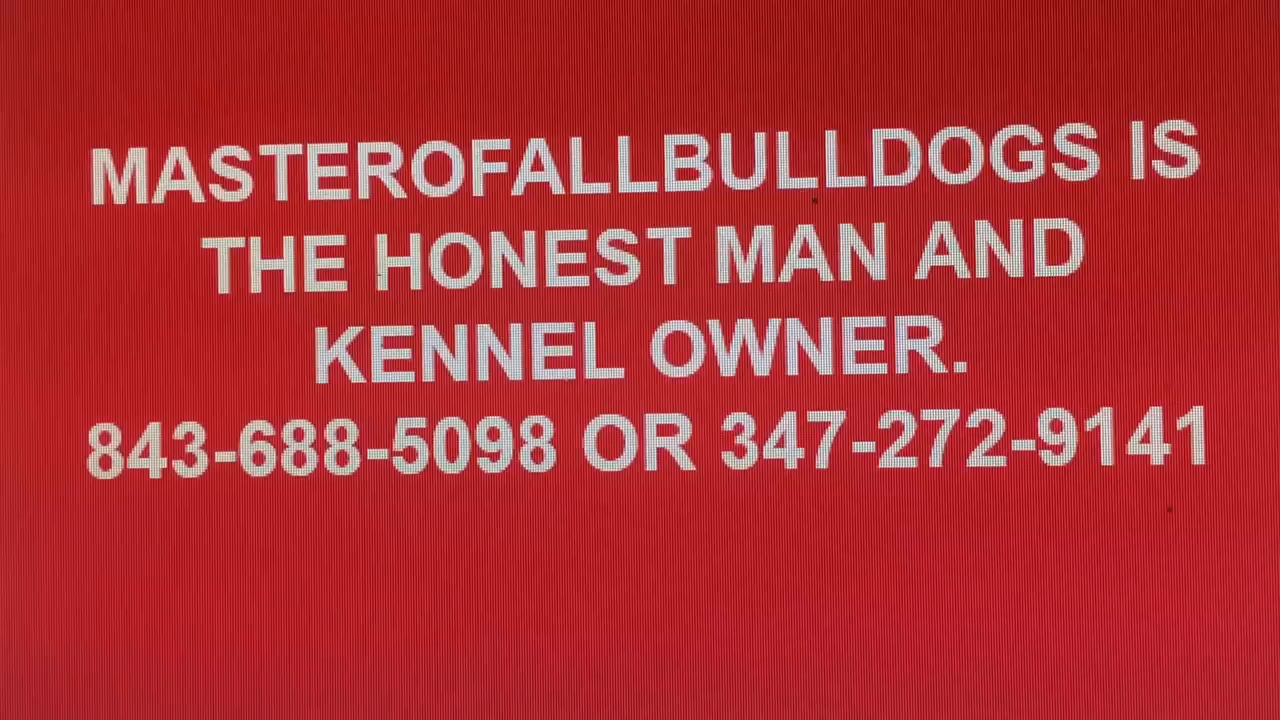 MASTEROFALLBULLDOGS IS
THE HONEST MAN AND
KENNEL OWNER.
843-688-5098 OR 347-272-9141